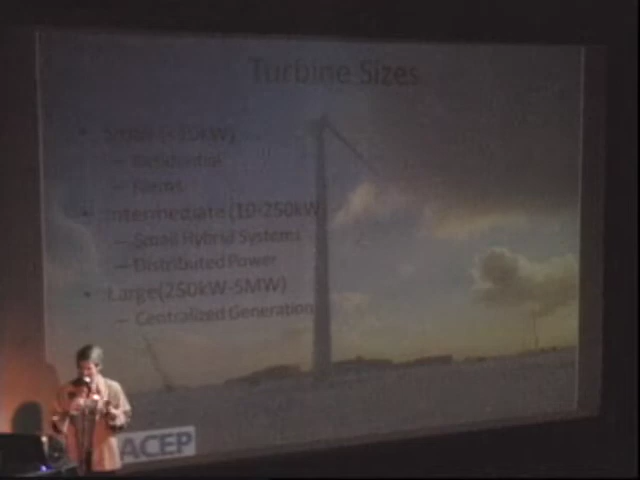 Turbine Sizes
• Small (<10kW)
– Residential
– Farms
• Intermediate (10-250kW)
– Small Hybrid Systems
– Distributed Power
• Large(250kW-5MW)
– Centralized Generation
ACEP